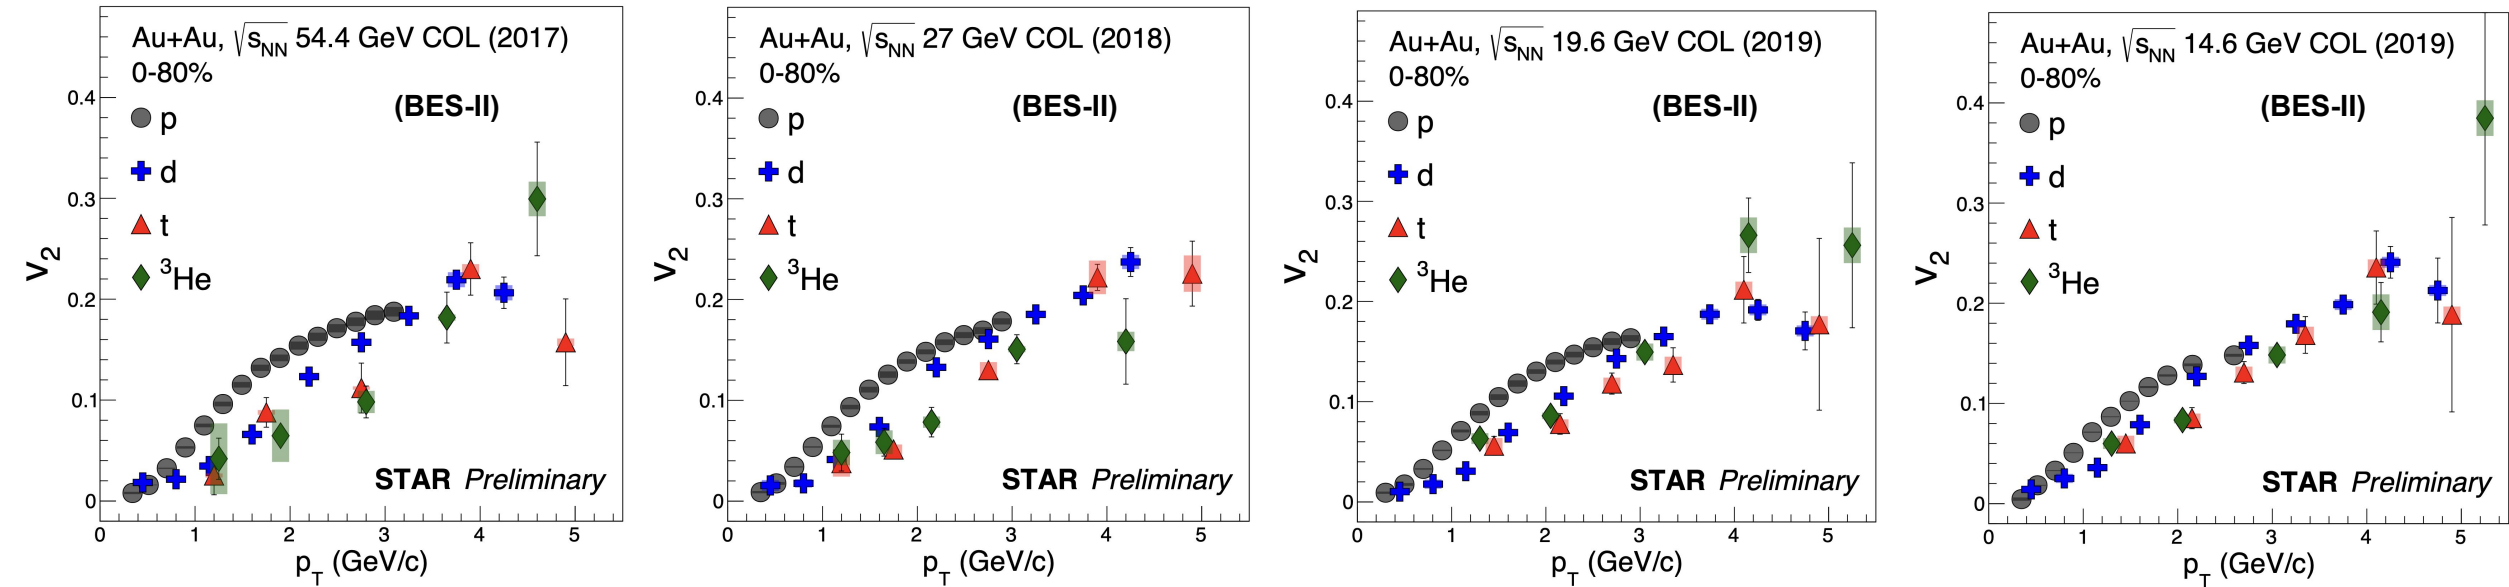 Au+Au, √sNN 54.4 GeV COL (2017)
0-80%
(BES-II)
p
d
t
3He
STAR Preliminary
v2
0.4
0.3
0.2
0.1
0
0 1 2 3 4 5
pT (GeV/c)
Au+Au, √sNN 27 GeV COL (2018)
0-80%
(BES-II)
p
d
t
3He
STAR Preliminary
v2
0.4
0.3
0.2
0.1
0
0 1 2 3 4 5
pT (GeV/c)
Au+Au, √sNN 19.6 GeV COL (2019)
0-80%
(BES-II)
p
d
t
3He
STAR Preliminary
v2
0.4
0.3
0.2
0.1
0
0 1 2 3 4 5
pT (GeV/c)
Au+Au, √sNN 14.6 GeV COL (2019)
0-80%
(BES-II)
p
d
t
3He
STAR Preliminary
v2
0.4
0.3
0.2
0.1
0
0 1 2 3 4 5
pT (GeV/c)